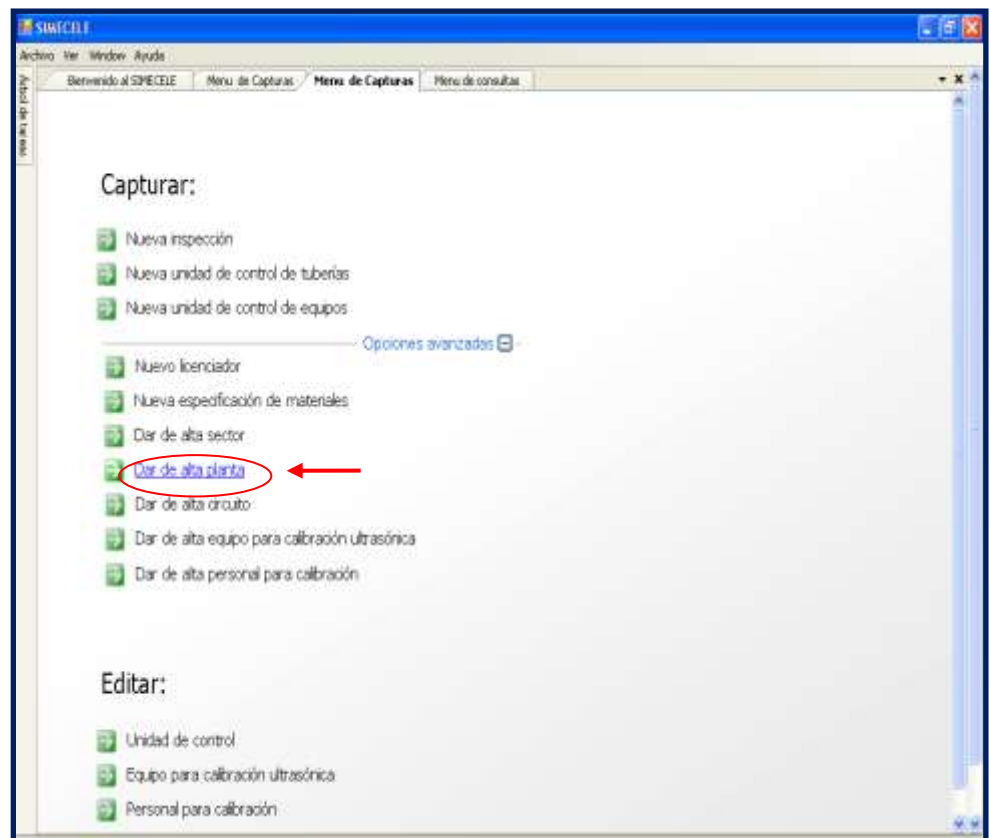 SIMECELE
Archivo Ver Window Ayuda
Bienvenido al SIMECELE Menu de Capturas Menu de Capturas Menu de consultas
Arbol de tareas
Capturar:
Nueva inspección
Nueva unidad de control de tuberías
Nueva unidad de control de equipos
Opciones avanzadas
Nuevo licenciador
Nueva especificación de materiales
Dar de alta sector
Dar de alta planta
Dar de alta circuito
Dar de alta equipo para calibración ultrasónica
Dar de alta personal para calibración
Editar:
Unidad de control
Equipo para calibración ultrasónica
Personal para calibración